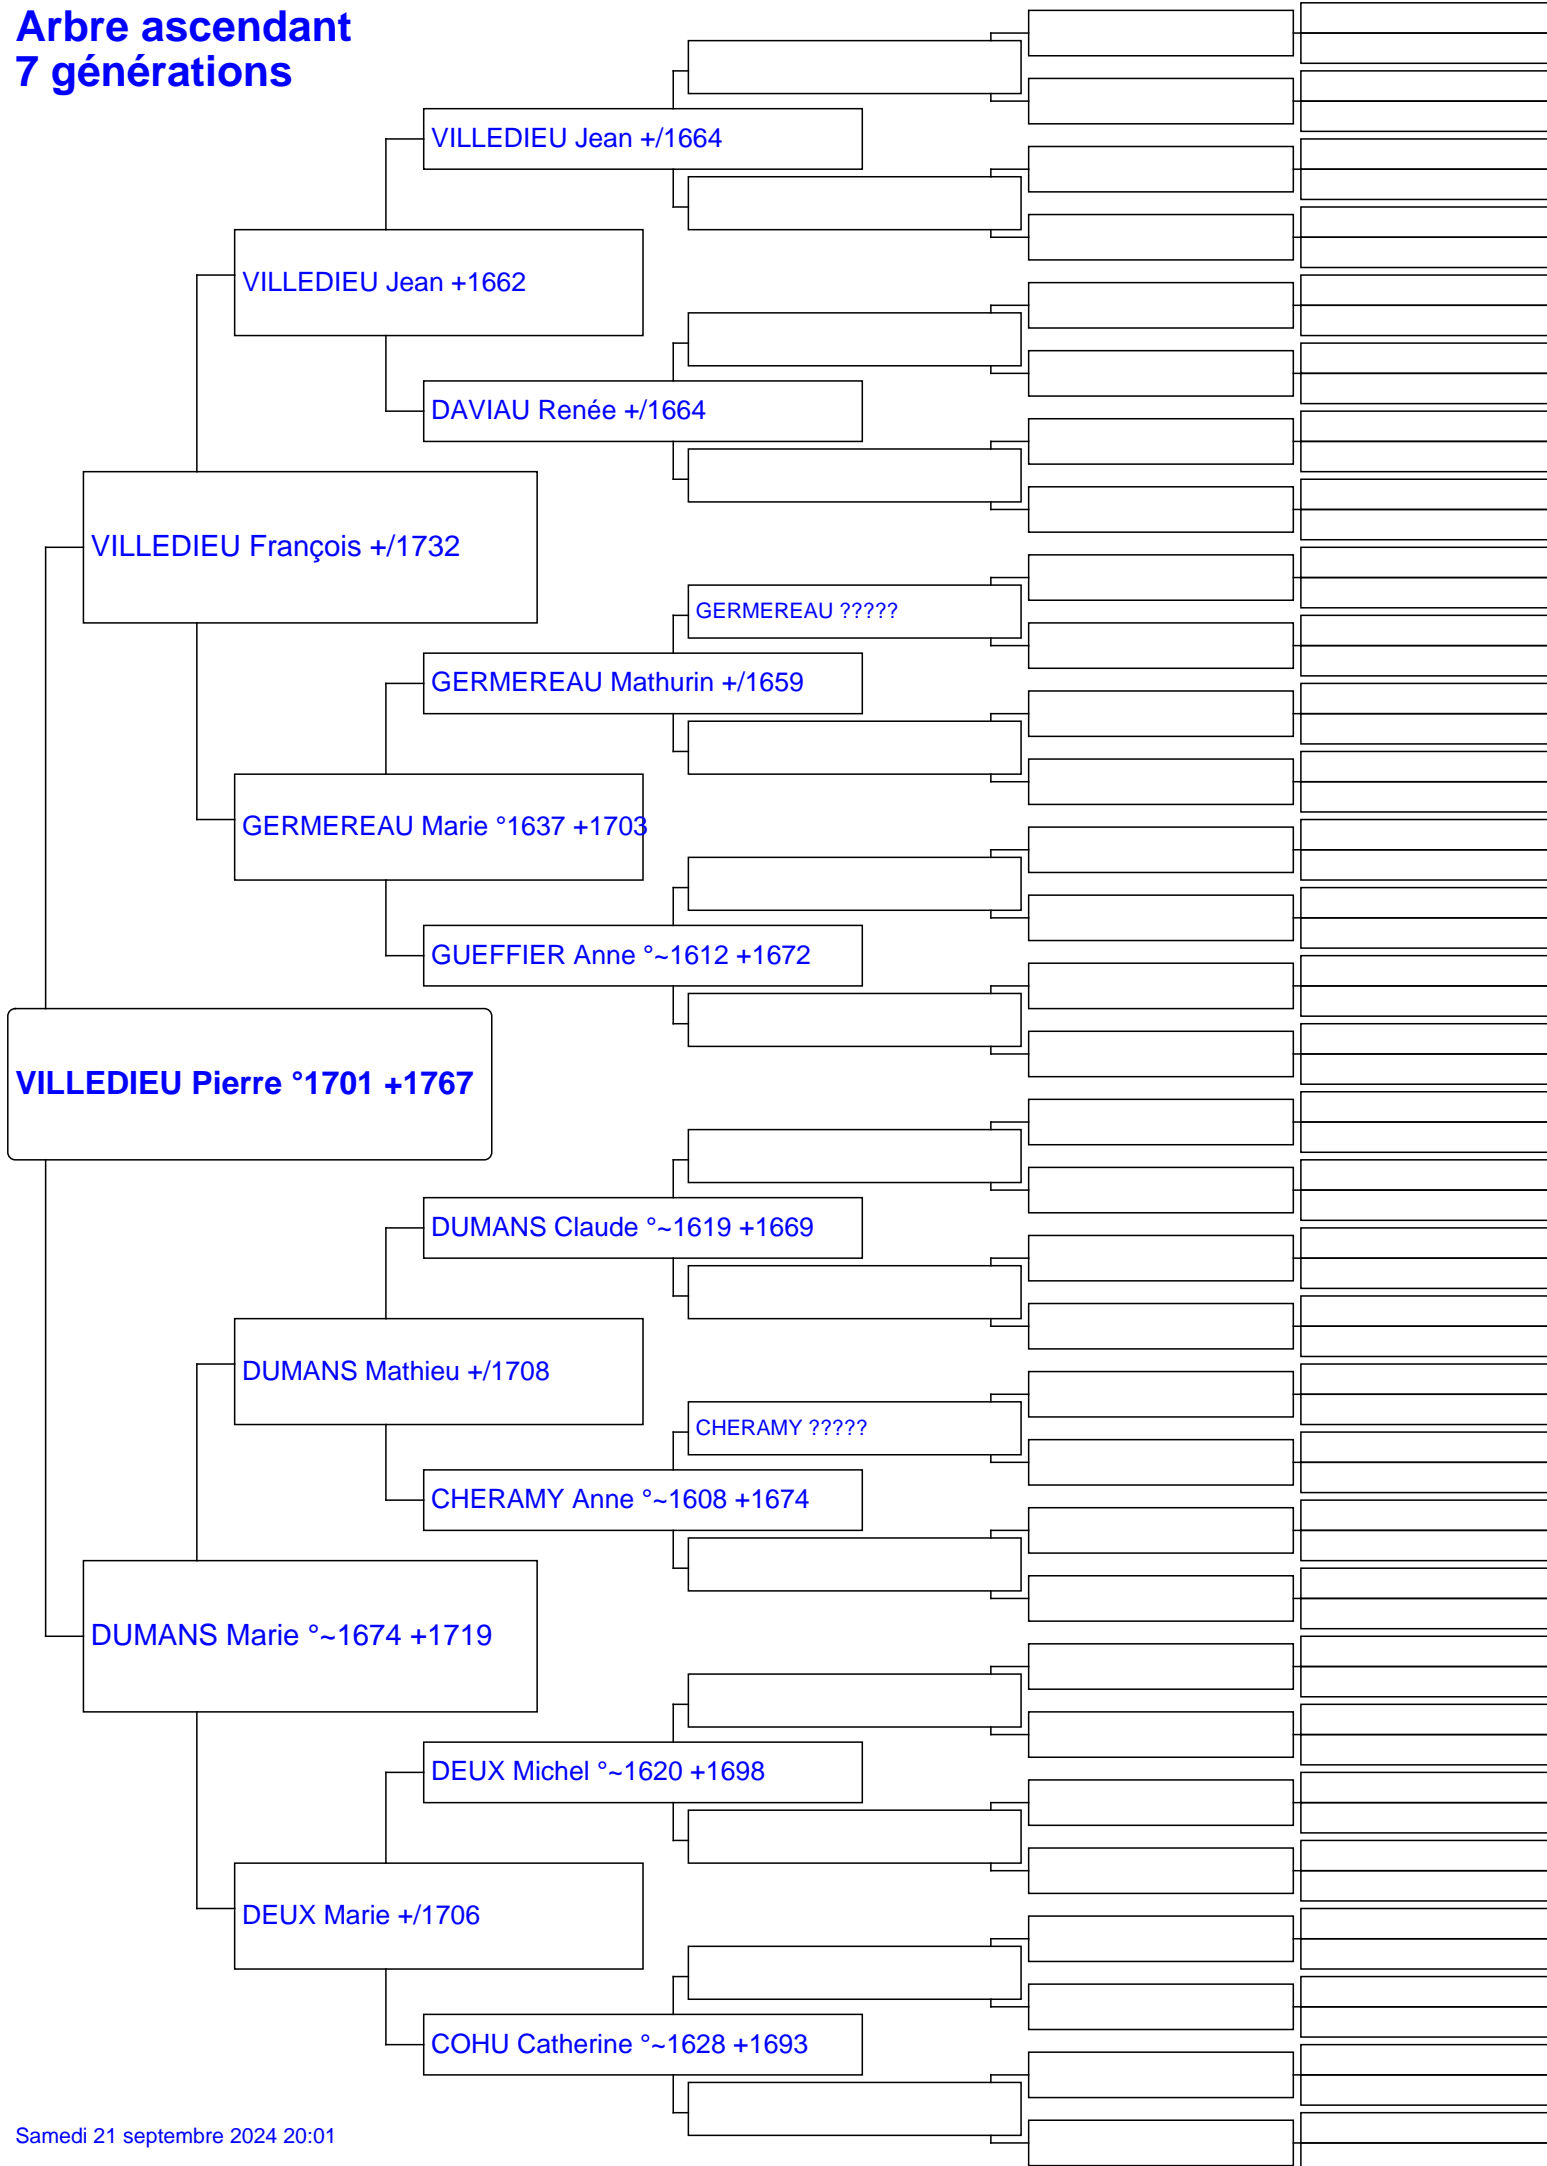 Arbre ascendant
7 générations
VILLEDIEU Jean +/1664
VILLEDIEU Jean +1662
DAVIAU Renée +/1664
VILLEDIEU François +/1732
GERMEREAU ?????
GERMEREAU Mathurin +/1659
GERMEREAU Marie °1637 +1703
GUEFFIER Anne °~1612 +1672
VILLEDIEU Pierre °1701 +1767
DUMANS Claude °~1619 +1669
DUMANS Mathieu +/1708
CHERAMY ?????
CHERAMY Anne °~1608 +1674
DUMANS Marie °~1674 +1719
DEUX Michel °~1620 +1698
DEUX Marie +/1706
COHU Catherine °~1628 +1693
Samedi 21 septembre 2024 20:01